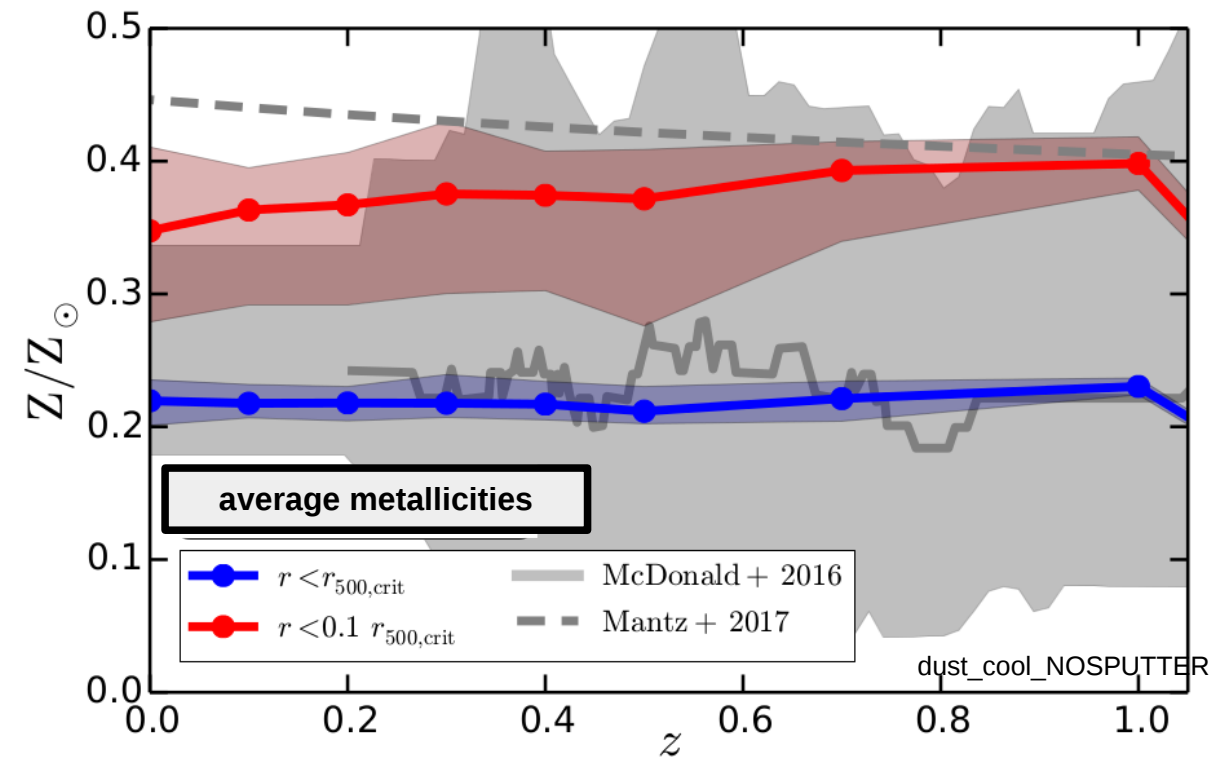 0.5
0.4
0.3
0.2
0.1
0.0
Z/Z☉
average metallicities
r < r500,crit
r < 0.1 r500,crit
McDonald + 2016
Mantz + 2017
dust_cool_NOSPUTTER
0.0 0.2 0.4 0.6 0.8 1.0
z